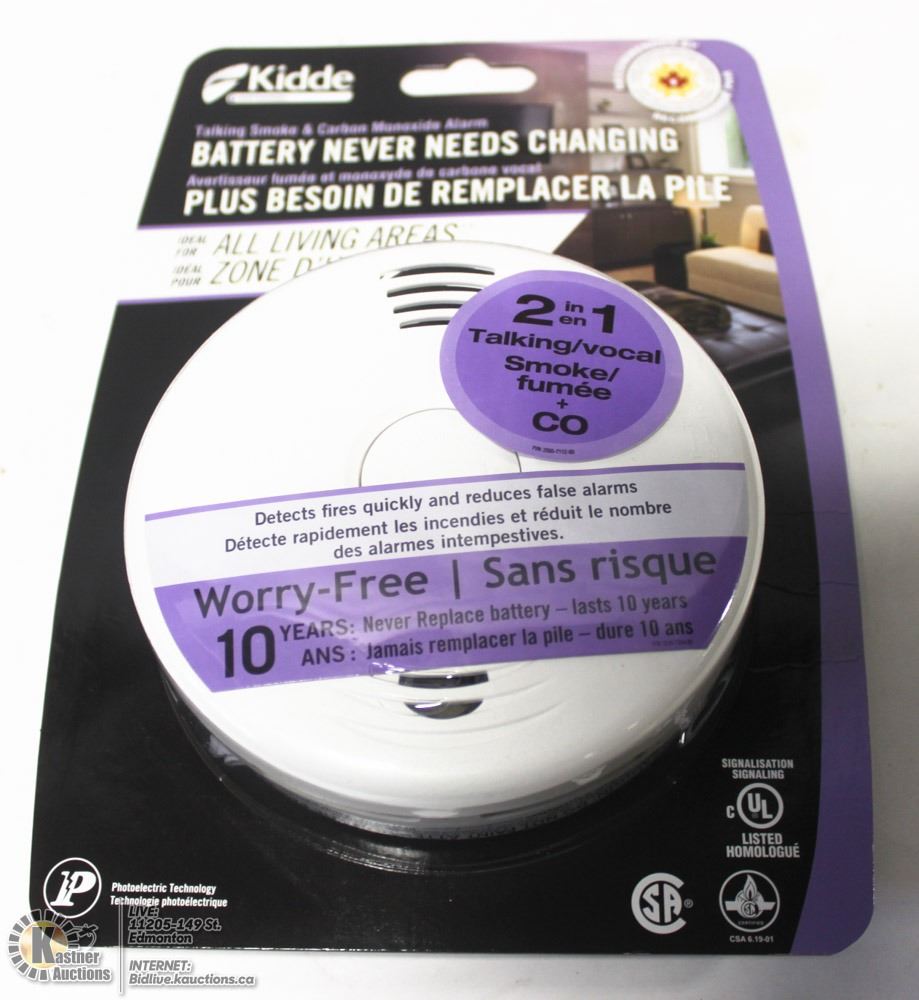 Kidde
Talking Smoke & Carbon Monoxide Alarm
BATTERY NEVER NEEDS CHANGING
Avertisseur fumée et monoxyde de carbone vocal
PLUS BESOIN DE REMPLACER LA PILE
IDEAL FOR ALL LIVING AREAS
IDÉAL POUR ZONE D'
2 in en 1
Talking/vocal
Smoke/
fumée
+
CO
Detects fires quickly and reduces false alarms
Détecte rapidement les incendies et réduit le nombre
des alarmes intempestives.
Worry-Free | Sans risque
10 YEARS: Never Replace battery – lasts 10 years
ANS : Jamais remplacer la pile – dure 10 ans
SIGNALISATION
SIGNALING
c UL
LISTED
HOMOLOGUÉ
P
Photoelectric Technology
Technologie photoélectrique
SA ®
CERTIFIED
CSA 6.19-01
K
Kastner
Auctions
LIVE:
11205-149 St.
Edmonton
INTERNET:
Bidlive.kauctions.ca